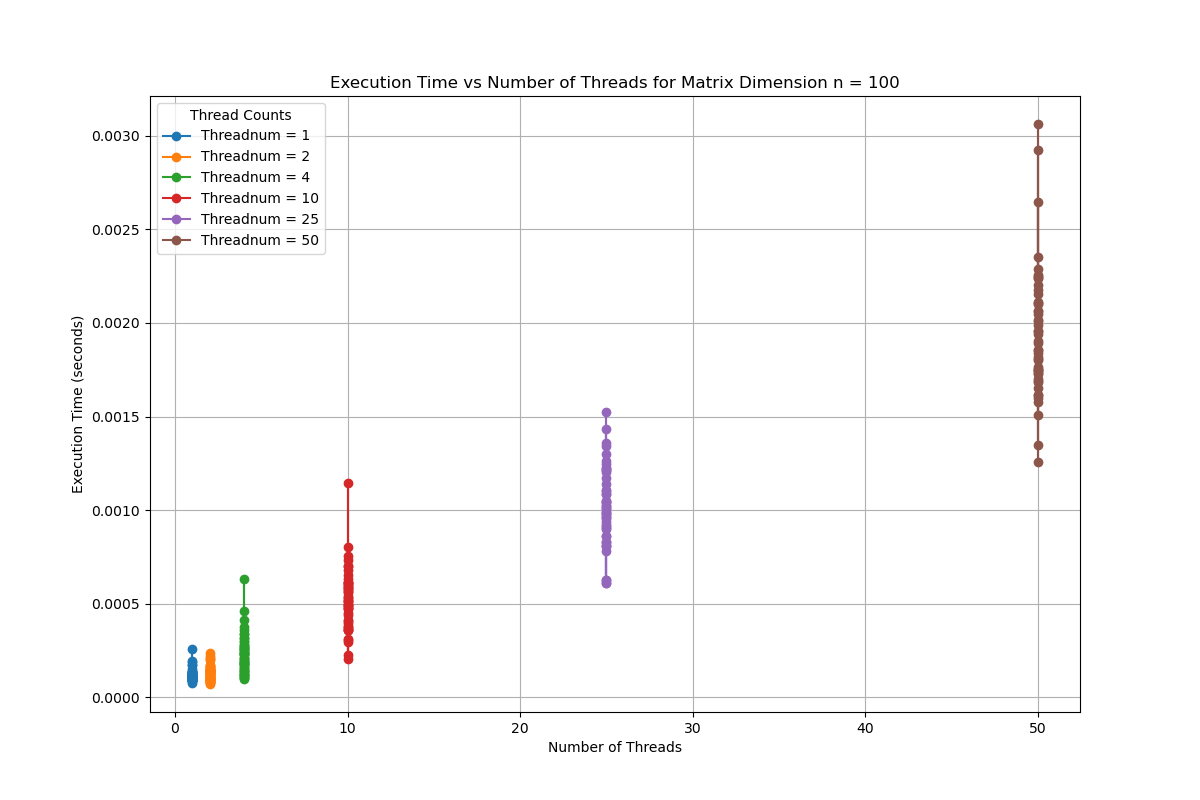 Execution Time vs Number of Threads for Matrix Dimension n = 100
Thread Counts
Threadnum = 1
Threadnum = 2
Threadnum = 4
Threadnum = 10
Threadnum = 25
Threadnum = 50
Execution Time (seconds)
0.0030
0.0025
0.0020
0.0015
0.0010
0.0005
0.0000
0 10 20 30 40 50
Number of Threads